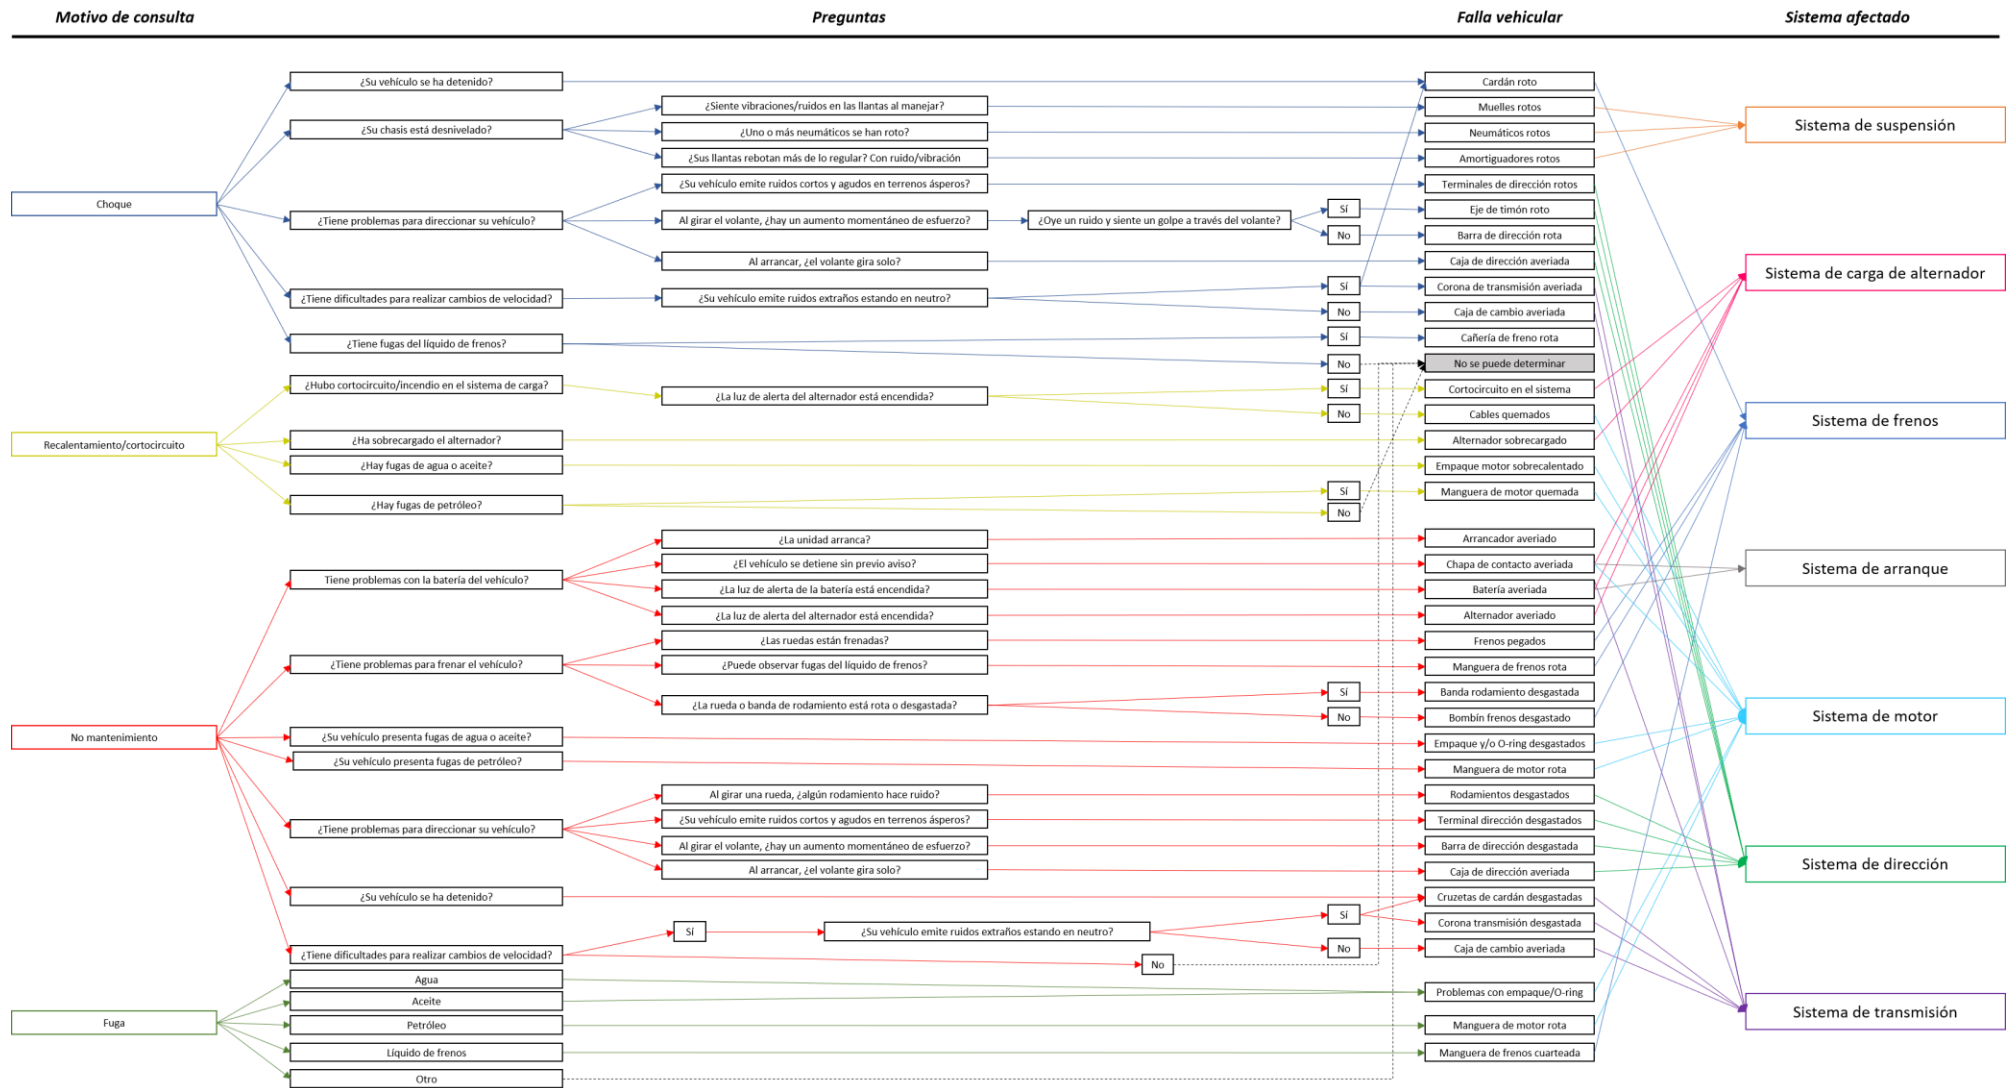 Motivo de consulta
Preguntas
Falla vehicular
Sistema afectado
Choque
¿Su vehículo se ha detenido?
Cardán roto
¿Su chasis está desnivelado?
¿Siente vibraciones/ruidos en las llantas al manejar?
Muelles rotos
¿Uno o más neumáticos se han roto?
Neumáticos rotos
¿Sus llantas rebotan más de lo regular? Con ruido/vibración
Amortiguadores rotos
¿Tiene problemas para direccionar su vehículo?
¿Su vehículo emite ruidos cortos y agudos en terrenos ásperos?
Terminales de dirección rotos
Al girar el volante, ¿hay un aumento momentáneo de esfuerzo?
¿Oye un ruido y siente un golpe a través del volante?
Sí
Eje de timón roto
No
Barra de dirección rota
Al arrancar, ¿el volante gira solo?
Caja de dirección averiada
¿Tiene dificultades para realizar cambios de velocidad?
¿Su vehículo emite ruidos extraños estando en neutro?
Sí
Corona de transmisión averiada
No
Caja de cambio averiada
¿Tiene fugas del líquido de frenos?
Sí
Cañería de freno rota
No
No se puede determinar
Recalentamiento/cortocircuito
¿Hubo cortocircuito/incendio en el sistema de carga?
¿La luz de alerta del alternador está encendida?
Sí
Cortocircuito en el sistema
No
Cables quemados
¿Ha sobrecargado el alternador?
Alternador sobrecargado
¿Hay fugas de agua o aceite?
Empaque motor sobrecalentado
¿Hay fugas de petróleo?
Sí
Manguera de motor quemada
No
No mantenimiento
Tiene problemas con la batería del vehículo?
¿La unidad arranca?
Arrancador averiado
¿El vehículo se detiene sin previo aviso?
Chapa de contacto averiada
¿La luz de alerta de la batería está encendida?
Batería averiada
¿La luz de alerta del alternador está encendida?
Alternador averiado
¿Tiene problemas para frenar el vehículo?
¿Las ruedas están frenadas?
Frenos pegados
¿Puede observar fugas del líquido de frenos?
Manguera de frenos rota
¿La rueda o banda de rodamiento está rota o desgastada?
Sí
Banda rodamiento desgastada
No
Bombín frenos desgastado
¿Su vehículo presenta fugas de agua o aceite?
Empaque y/o O-ring desgastados
¿Su vehículo presenta fugas de petróleo?
Manguera de motor rota
¿Tiene problemas para direccionar su vehículo?
Al girar una rueda, ¿algún rodamiento hace ruido?
Rodamientos desgastados
¿Su vehículo emite ruidos cortos y agudos en terrenos ásperos?
Terminal dirección desgastados
Al girar el volante, ¿hay un aumento momentáneo de esfuerzo?
Barra de dirección desgastada
Al arrancar, ¿el volante gira solo?
Caja de dirección averiada
¿Su vehículo se ha detenido?
Cruzetas de cardán desgastadas
¿Tiene dificultades para realizar cambios de velocidad?
Sí
¿Su vehículo emite ruidos extraños estando en neutro?
Sí
Corona transmisión desgastada
No
Caja de cambio averiada
No
Fuga
Agua
Aceite
Problemas con empaque/O-ring
Petróleo
Manguera de motor rota
Líquido de frenos
Manguera de frenos cuarteada
Otro
Sistema de suspensión
Sistema de carga de alternador
Sistema de frenos
Sistema de arranque
Sistema de motor
Sistema de dirección
Sistema de transmisión